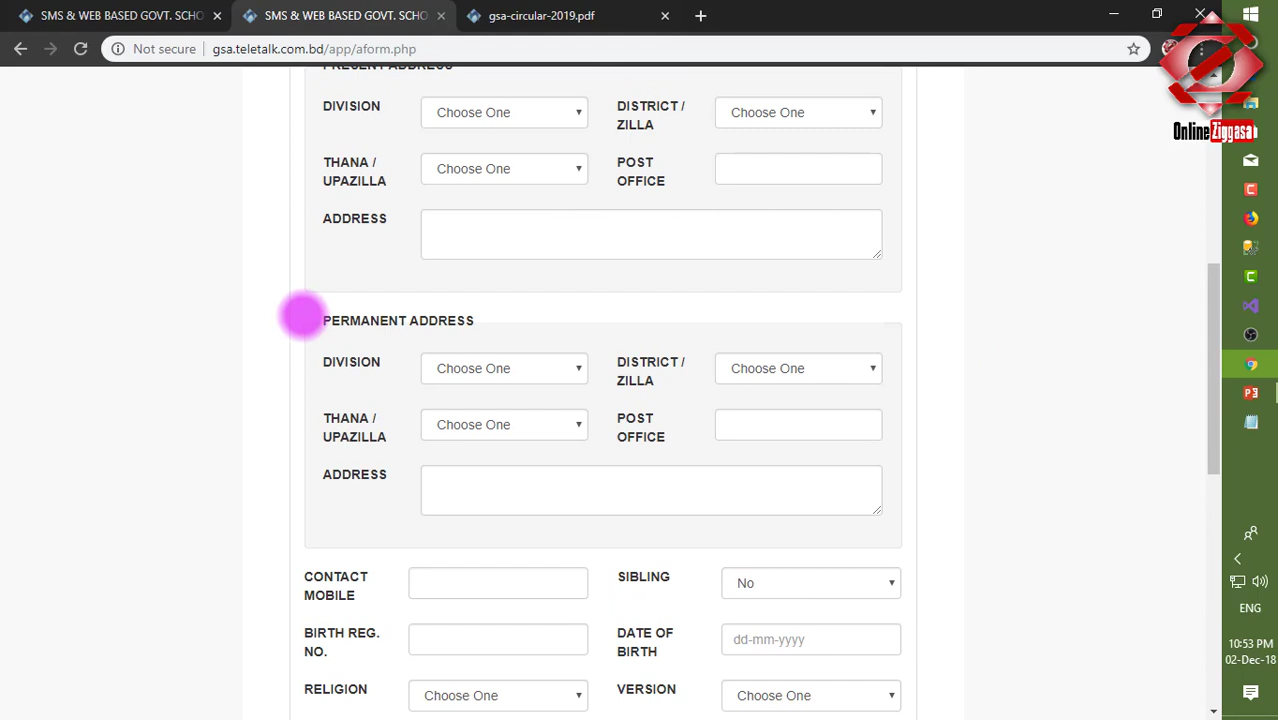 SMS & WEB BASED GOVT. SCHO
SMS & WEB BASED GOVT. SCHO
gsa-circular-2019.pdf
Not secure
gsa.teletalk.com.bd/app/aform.php
OnlineZiggasa
PRESENT ADDRESS
DIVISION
Choose One
DISTRICT /
ZILLA
Choose One
THANA /
UPAZILLA
Choose One
POST
OFFICE
ADDRESS
PERMANENT ADDRESS
DIVISION
Choose One
DISTRICT /
ZILLA
Choose One
THANA /
UPAZILLA
Choose One
POST
OFFICE
ADDRESS
CONTACT
MOBILE
SIBLING
No
BIRTH REG.
NO.
DATE OF
BIRTH
dd-mm-yyyy
RELIGION
Choose One
VERSION
Choose One
ENG
10:53 PM
02-Dec-18